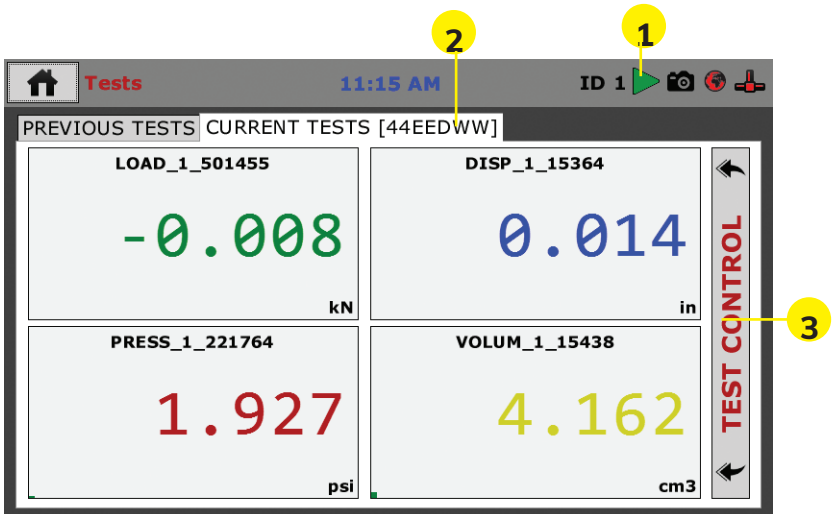 2
1
Tests
11:15 AM
ID 1
PREVIOUS TESTS
CURRENT TESTS [44EEDWW]
LOAD_1_501455
-0.008
kN
DISP_1_15364
0.014
in
PRESS_1_221764
1.927
psi
VOLUM_1_15438
4.162
cm3
TEST CONTROL
3